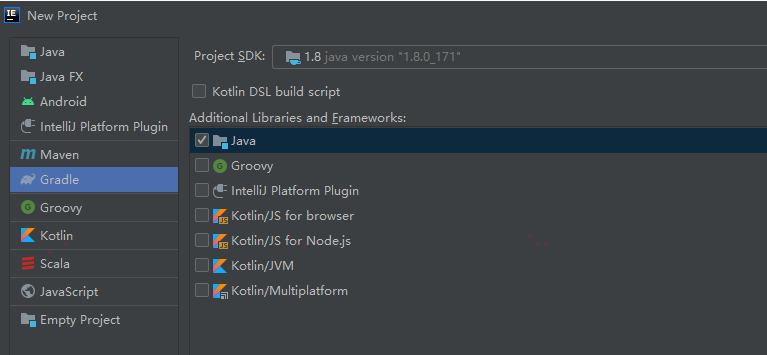 New Project
Java
Java FX
Android
IntelliJ Platform Plugin
Maven
Gradle
Groovy
Kotlin
Scala
JavaScript
Empty Project
Project SDK: 1.8 java version "1.8.0_171"
Kotlin DSL build script
Additional Libraries and Frameworks:
Java
Groovy
IntelliJ Platform Plugin
Kotlin/JS for browser
Kotlin/JS for Node.js
Kotlin/JVM
Kotlin/Multiplatform